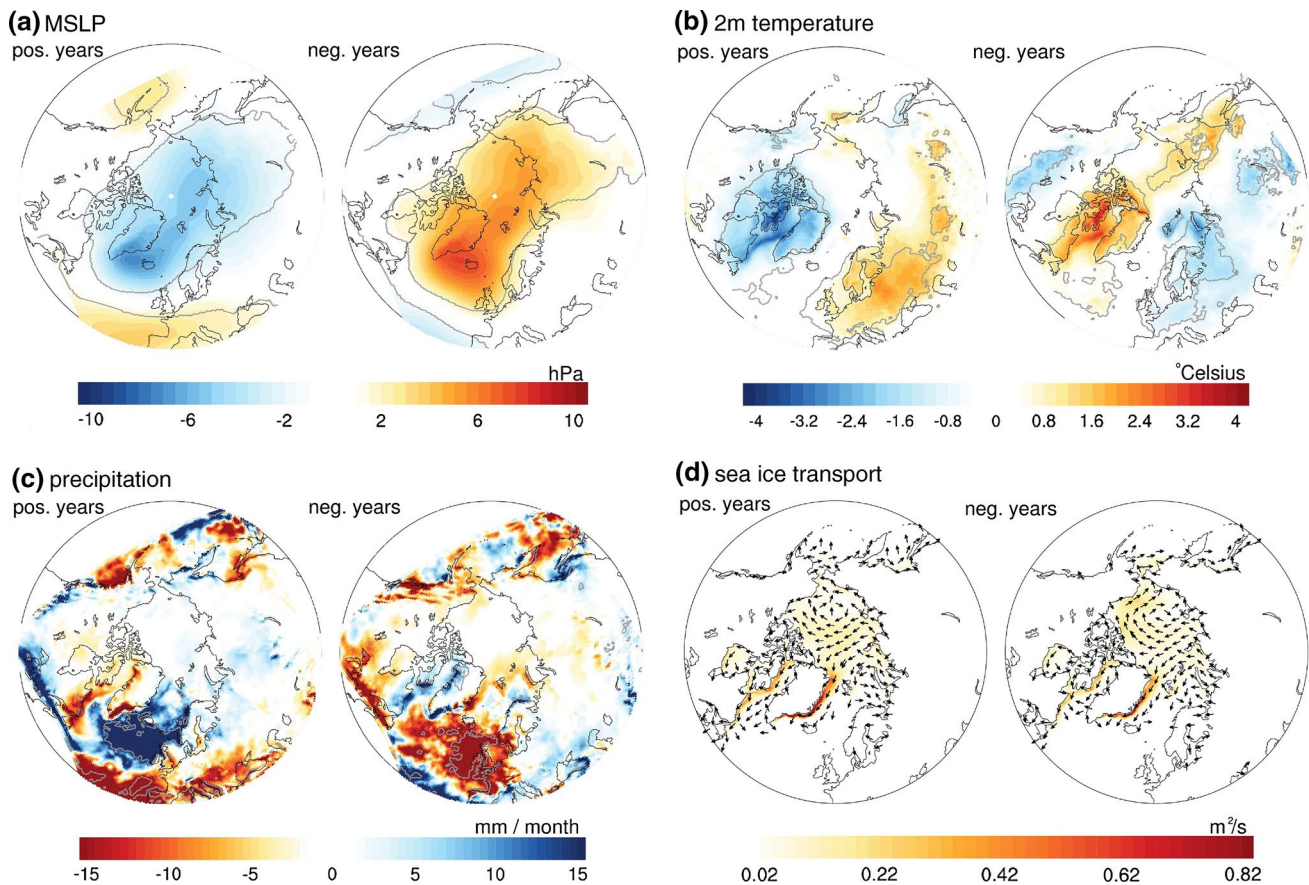 (a) MSLP
pos. years
neg. years
hPa
-10 -6 -2 2 6 10
(b) 2m temperature
pos. years
neg. years
°Celsius
-4 -3.2 -2.4 -1.6 -0.8 0 0.8 1.6 2.4 3.2 4
(c) precipitation
pos. years
neg. years
mm / month
-15 -10 -5 0 5 10 15
(d) sea ice transport
pos. years
neg. years
m²/s
0.02 0.22 0.42 0.62 0.82